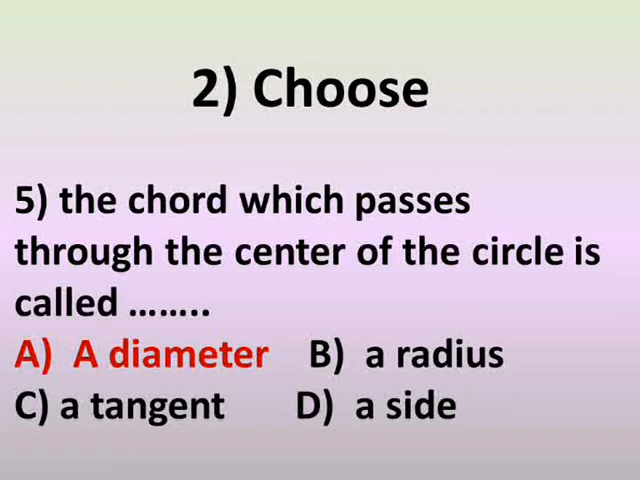 2) Choose
5) the chord which passes
through the center of the circle is
called ........
A) A diameter B) a radius
C) a tangent D) a side